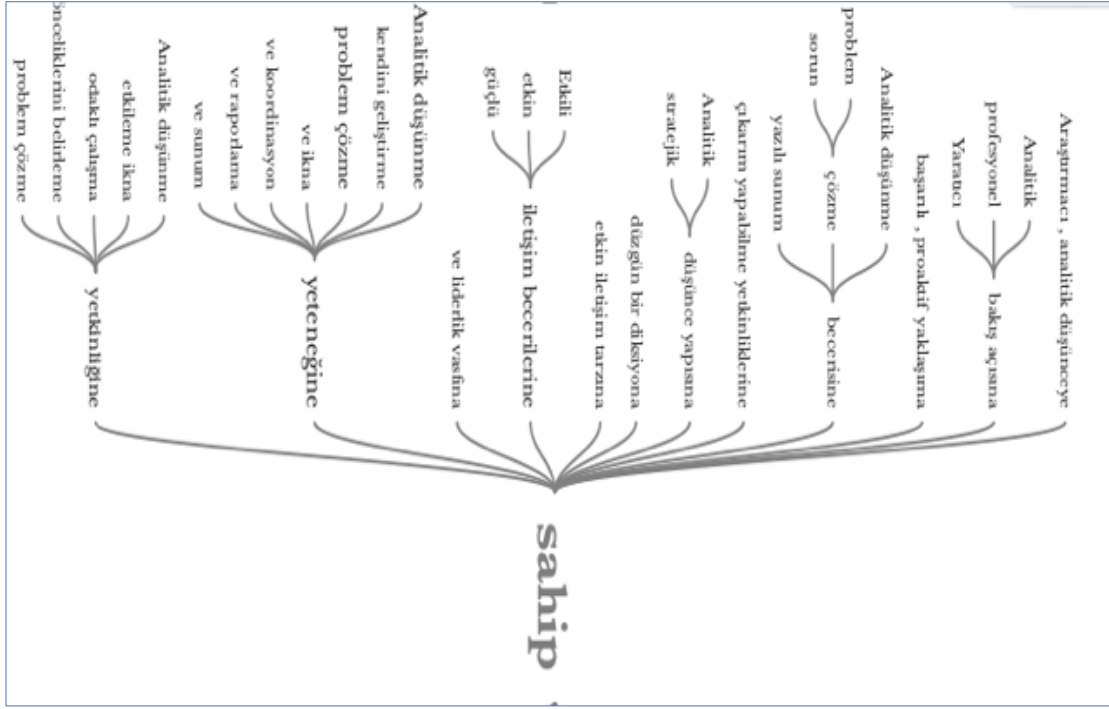 Araştırmacı , analitik düşünceye
Analitik
profesyonel
Yaratıcı
bakış açısına
başarılı , proaktif yaklaşıma
Analitik düşünme
problem
sorun
çözme
yazılı sunum
becerisine
çıkarım yapabilme yetkinliklerine
Analitik
stratejik
düşünce yapısına
düzgün bir diksiyona
etkin iletişim tarzına
Etkili
etkin
güçlü
iletişim becerilerine
ve liderlik vasfına
Analitik düşünme
kendini geliştirme
problem çözme
ve ikna
ve koordinasyon
ve raporlama
ve sunum
yeteneğine
Analitik düşünme
etkileme ikna
odaklı çalışma
önceliklerini belirleme
problem çözme
yetkinliğine
sahip